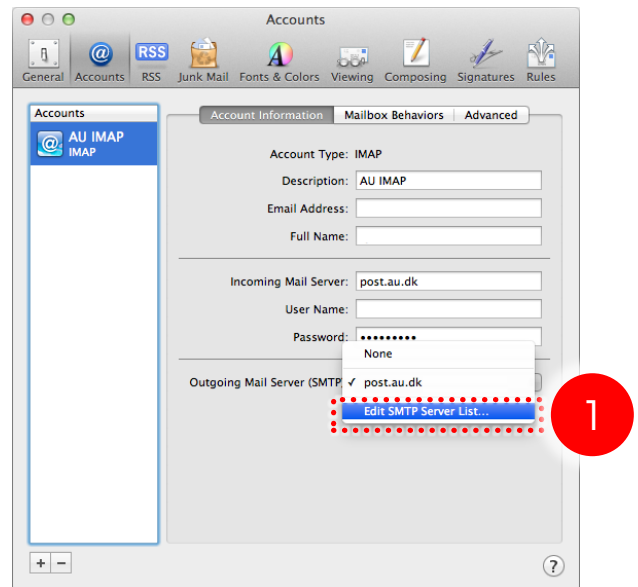 Accounts
RSS
General Accounts RSS Junk Mail Fonts & Colors Viewing Composing Signatures Rules
Accounts
AU IMAP
IMAP
Account Information Mailbox Behaviors Advanced
Account Type: IMAP
Description: AU IMAP
Email Address:
Full Name:
Incoming Mail Server: post.au.dk
User Name:
Password: •••••••••
None
Outgoing Mail Server (SMTP) ✓ post.au.dk
Edit SMTP Server List...
1
+ - ?